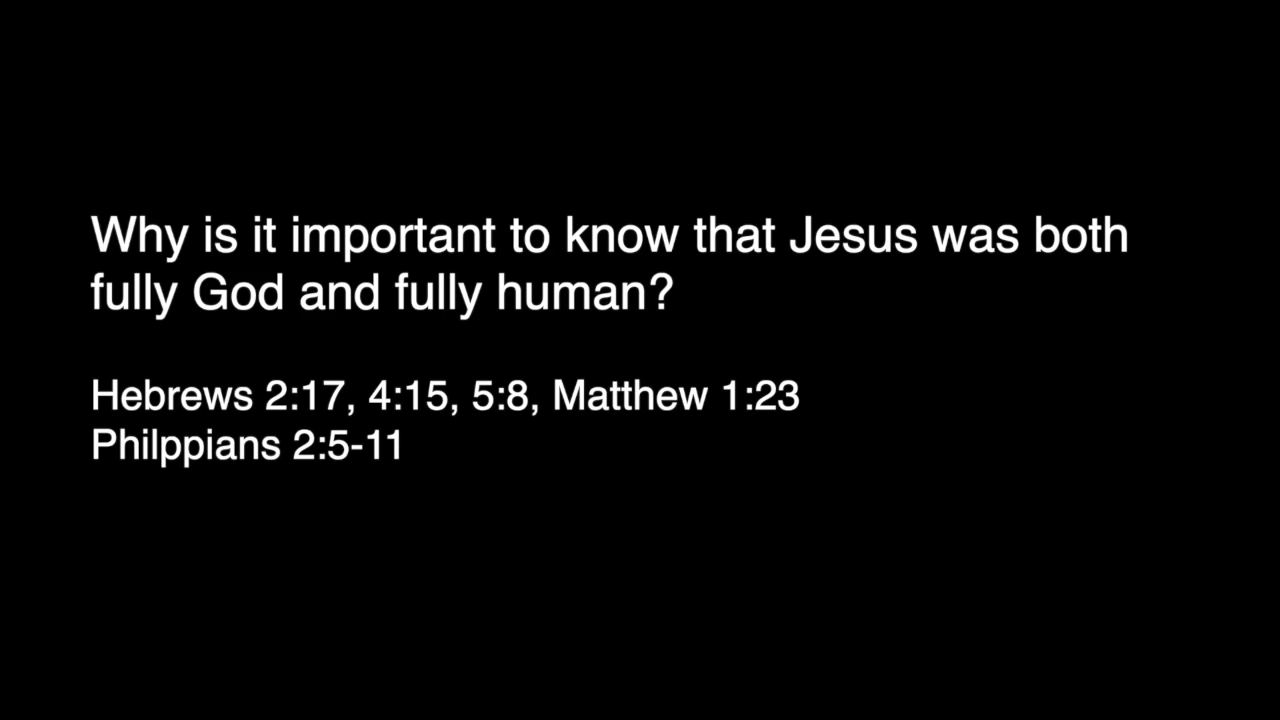 Why is it important to know that Jesus was both
fully God and fully human?
Hebrews 2:17, 4:15, 5:8, Matthew 1:23
Philppians 2:5-11